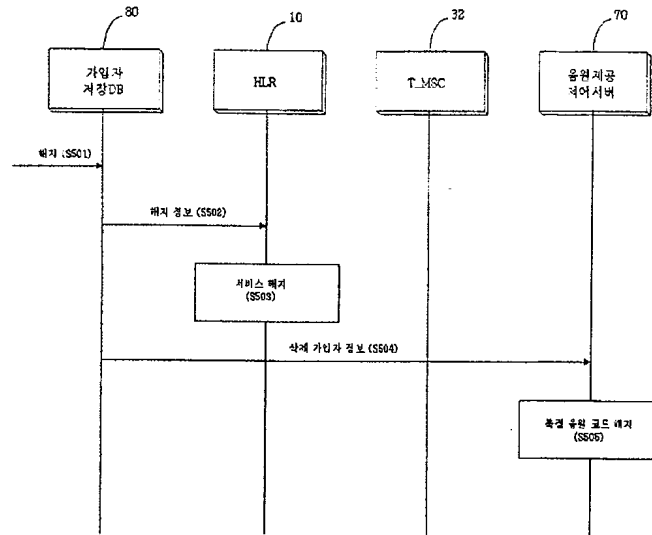 80
10
32
70
가입자
저장DB
HLR
T_MSC
음원제공
제어서버
해지 (S501)
해지 정보 (S502)
서비스 해지
(S503)
삭제 가입자 정보 (S504)
특정 음원 코드 해지
(S505)